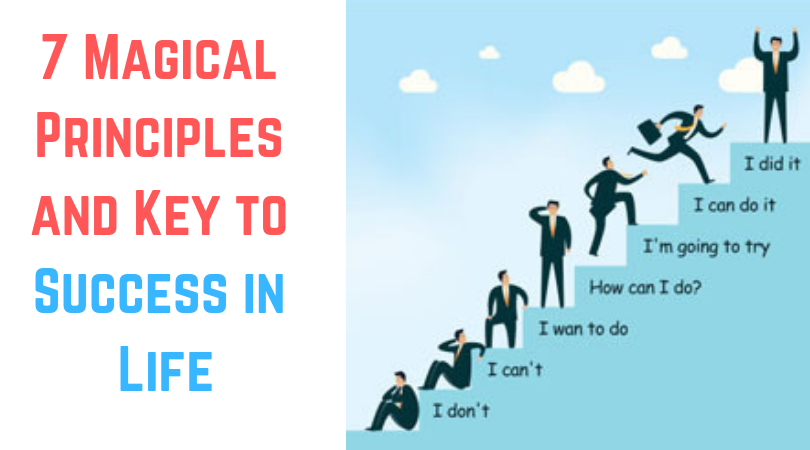 7 Magical
Principles
and Key to
Success in
Life
I did it
I can do it
I'm going to try
How can I do?
I wan to do
I can't
I don't